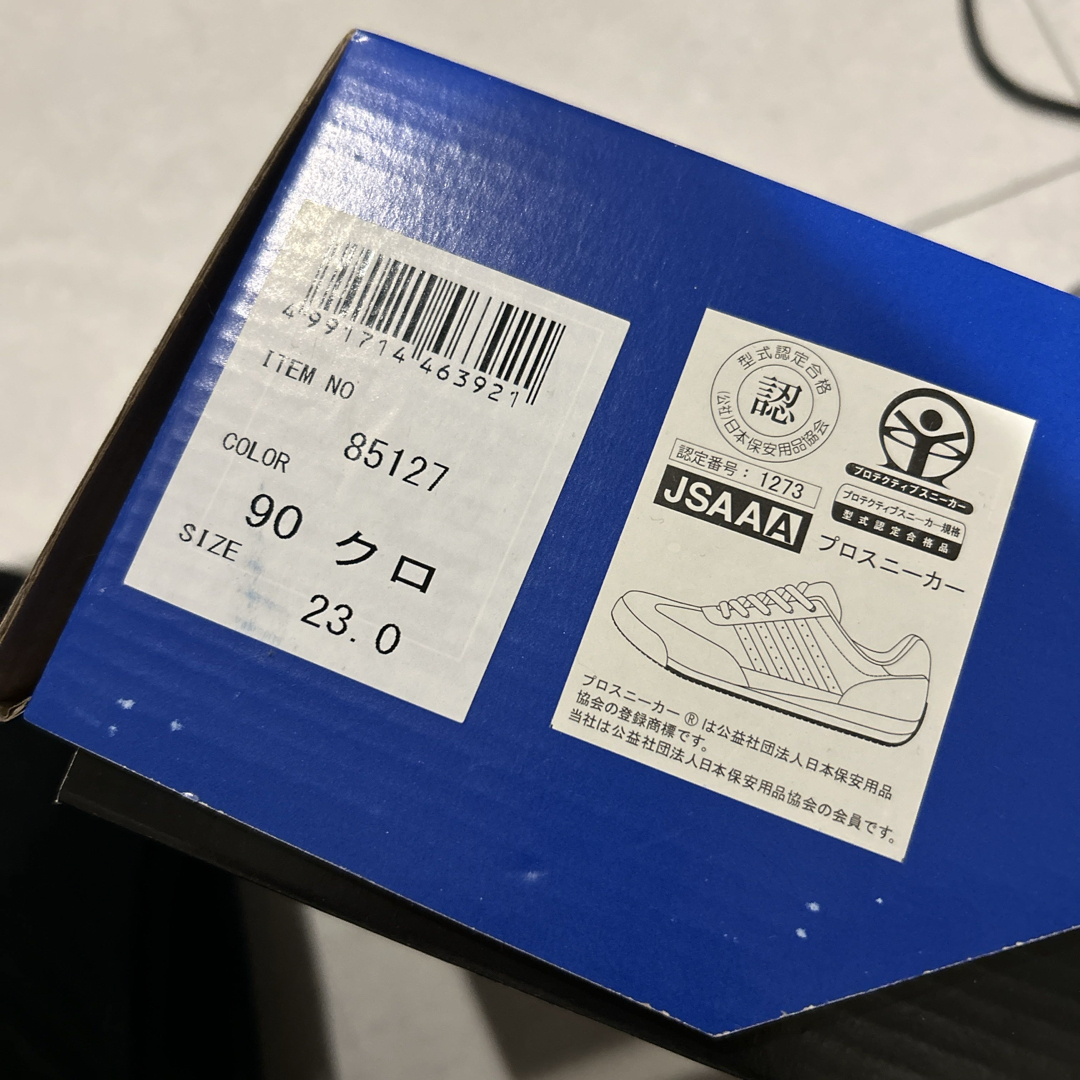 4991714463921
ITEM NO
85127
COLOR
90 クロ
SIZE
23.0
型式認定合格
認
(公社)日本保安用品協会
認定番号：1273
JSAA A
プロテクティブスニーカー
プロテクティブスニーカー規格
型式認定合格品
プロスニーカー
プロスニーカー®は公益社団法人日本保安用品
協会の登録商標です。
当社は公益社団法人日本保安用品協会の会員です。